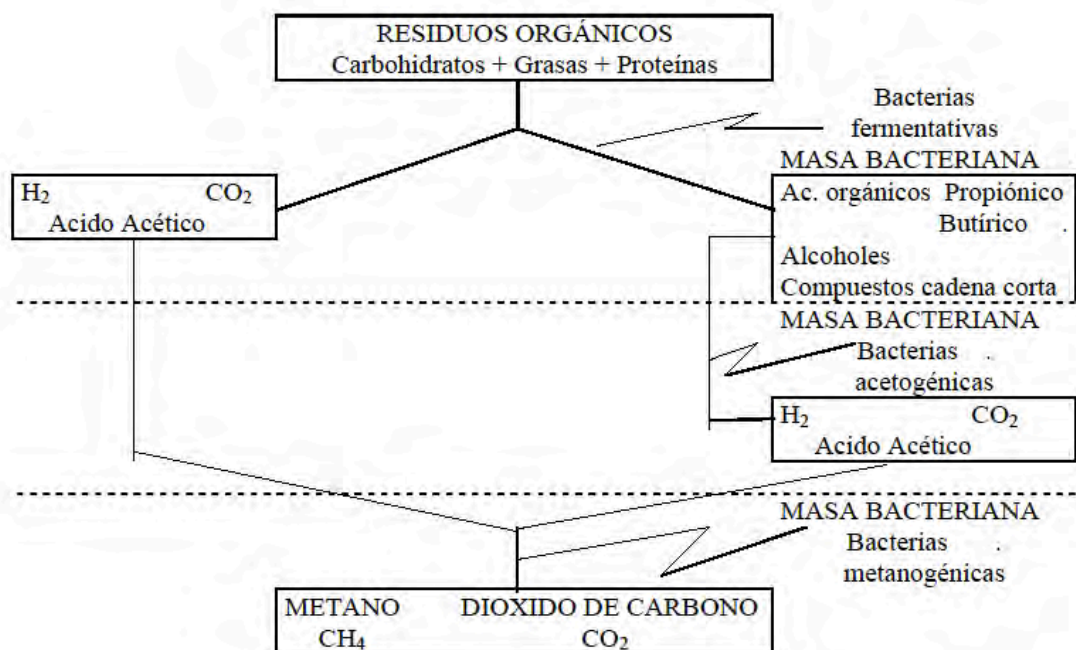 RESIDUOS ORGÁNICOS
Carbohidratos + Grasas + Proteínas
Bacterias
fermentativas
MASA BACTERIANA
H₂ CO₂
Acido Acético
Ac. orgánicos Propiónico
Butírico .
Alcoholes
Compuestos cadena corta
MASA BACTERIANA
Bacterias .
acetogénicas
H₂ CO₂
Acido Acético
MASA BACTERIANA
Bacterias .
metanogénicas
METANO DIOXIDO DE CARBONO
CH₄ CO₂